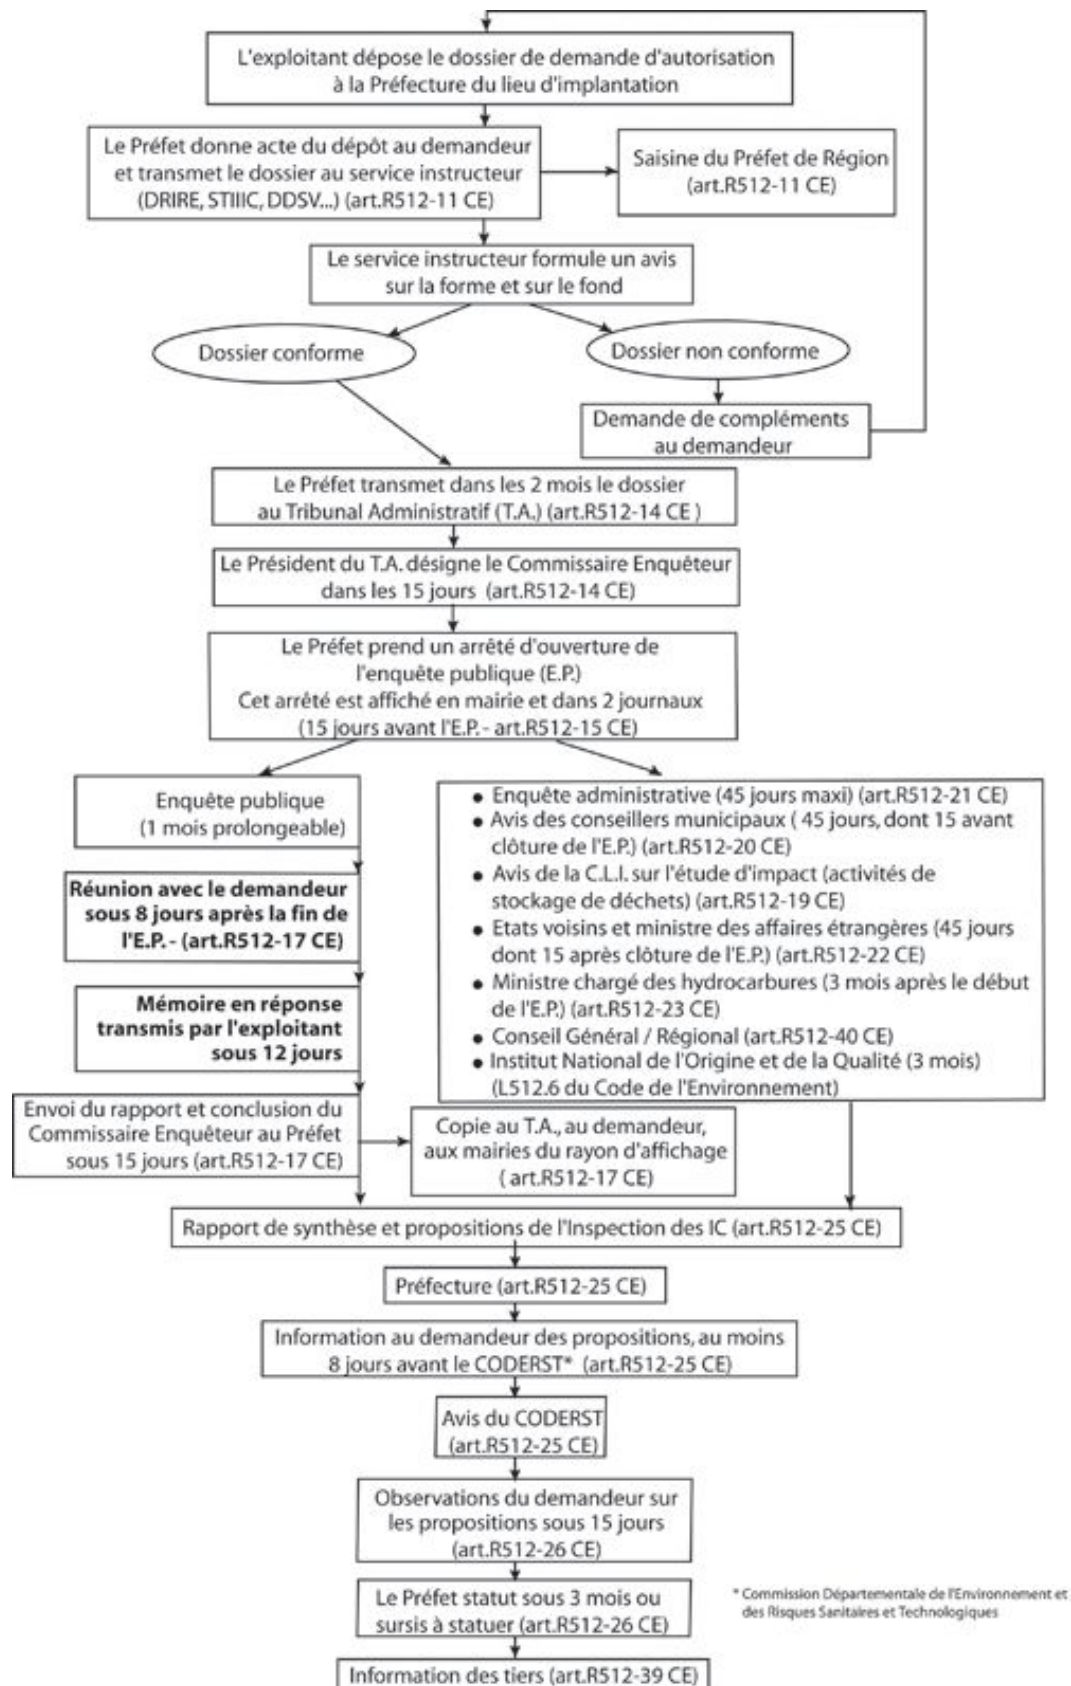 L'exploitant dépose le dossier de demande d'autorisation
à la Préfecture du lieu d'implantation
Le Préfet donne acte du dépôt au demandeur
et transmet le dossier au service instructeur
(DRIRE, STIIIC, DDSV...) (art.R512-11 CE)
Saisine du Préfet de Région
(art.R512-11 CE)
Le service instructeur formule un avis
sur la forme et sur le fond
Dossier conforme
Dossier non conforme
Demande de compléments
au demandeur
Le Préfet transmet dans les 2 mois le dossier
au Tribunal Administratif (T.A.) (art.R512-14 CE )
Le Président du T.A. désigne le Commissaire Enquêteur
dans les 15 jours (art.R512-14 CE)
Le Préfet prend un arrêté d'ouverture de
l'enquête publique (E.P.)
Cet arrêté est affiché en mairie et dans 2 journaux
(15 jours avant l'E.P. - art.R512-15 CE)
Enquête publique
(1 mois prolongeable)
Réunion avec le demandeur
sous 8 jours après la fin de
l'E.P. - (art.R512-17 CE)
Mémoire en réponse
transmis par l'exploitant
sous 12 jours
Envoi du rapport et conclusion du
Commissaire Enquêteur au Préfet
sous 15 jours (art.R512-17 CE)
• Enquête administrative (45 jours maxi) (art.R512-21 CE)
• Avis des conseillers municipaux ( 45 jours, dont 15 avant
clôture de l'E.P.) (art.R512-20 CE)
• Avis de la C.L.I. sur l'étude d'impact (activités de
stockage de déchets) (art.R512-19 CE)
• Etats voisins et ministre des affaires étrangères (45 jours
dont 15 après clôture de l'E.P.) (art.R512-22 CE)
• Ministre chargé des hydrocarbures (3 mois après le début
de l'E.P.) (art.R512-23 CE)
• Conseil Général / Régional (art.R512-40 CE)
• Institut National de l'Origine et de la Qualité (3 mois)
(L512.6 du Code de l'Environnement)
Copie au T.A., au demandeur,
aux mairies du rayon d'affichage
( art.R512-17 CE)
Rapport de synthèse et propositions de l'Inspection des IC (art.R512-25 CE)
Préfecture (art.R512-25 CE)
Information au demandeur des propositions, au moins
8 jours avant le CODERST* (art.R512-25 CE)
Avis du CODERST
(art.R512-25 CE)
Observations du demandeur sur
les propositions sous 15 jours
(art.R512-26 CE)
Le Préfet statut sous 3 mois ou
sursis à statuer (art.R512-26 CE)
* Commission Départementale de l'Environnement et
des Risques Sanitaires et Technologiques
Information des tiers (art.R512-39 CE)